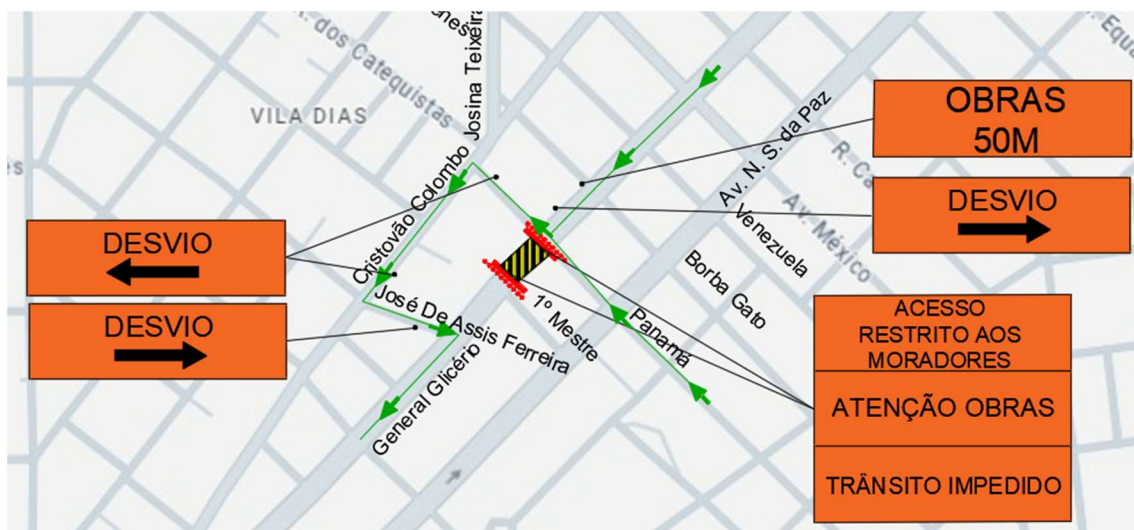 R. dos Catequistas
VILA DIAS
Josina Teixeira
Cristovão Colombo
José De Assis Ferreira
General Glicério
1º Mestre
Panamá
Borba Gato
Venezuela
Av. N. S. da Paz
Av. México
R. Ca
Equa
OBRAS
50M
DESVIO
DESVIO
DESVIO
ACESSO
RESTRITO AOS
MORADORES
ATENÇÃO OBRAS
TRÂNSITO IMPEDIDO